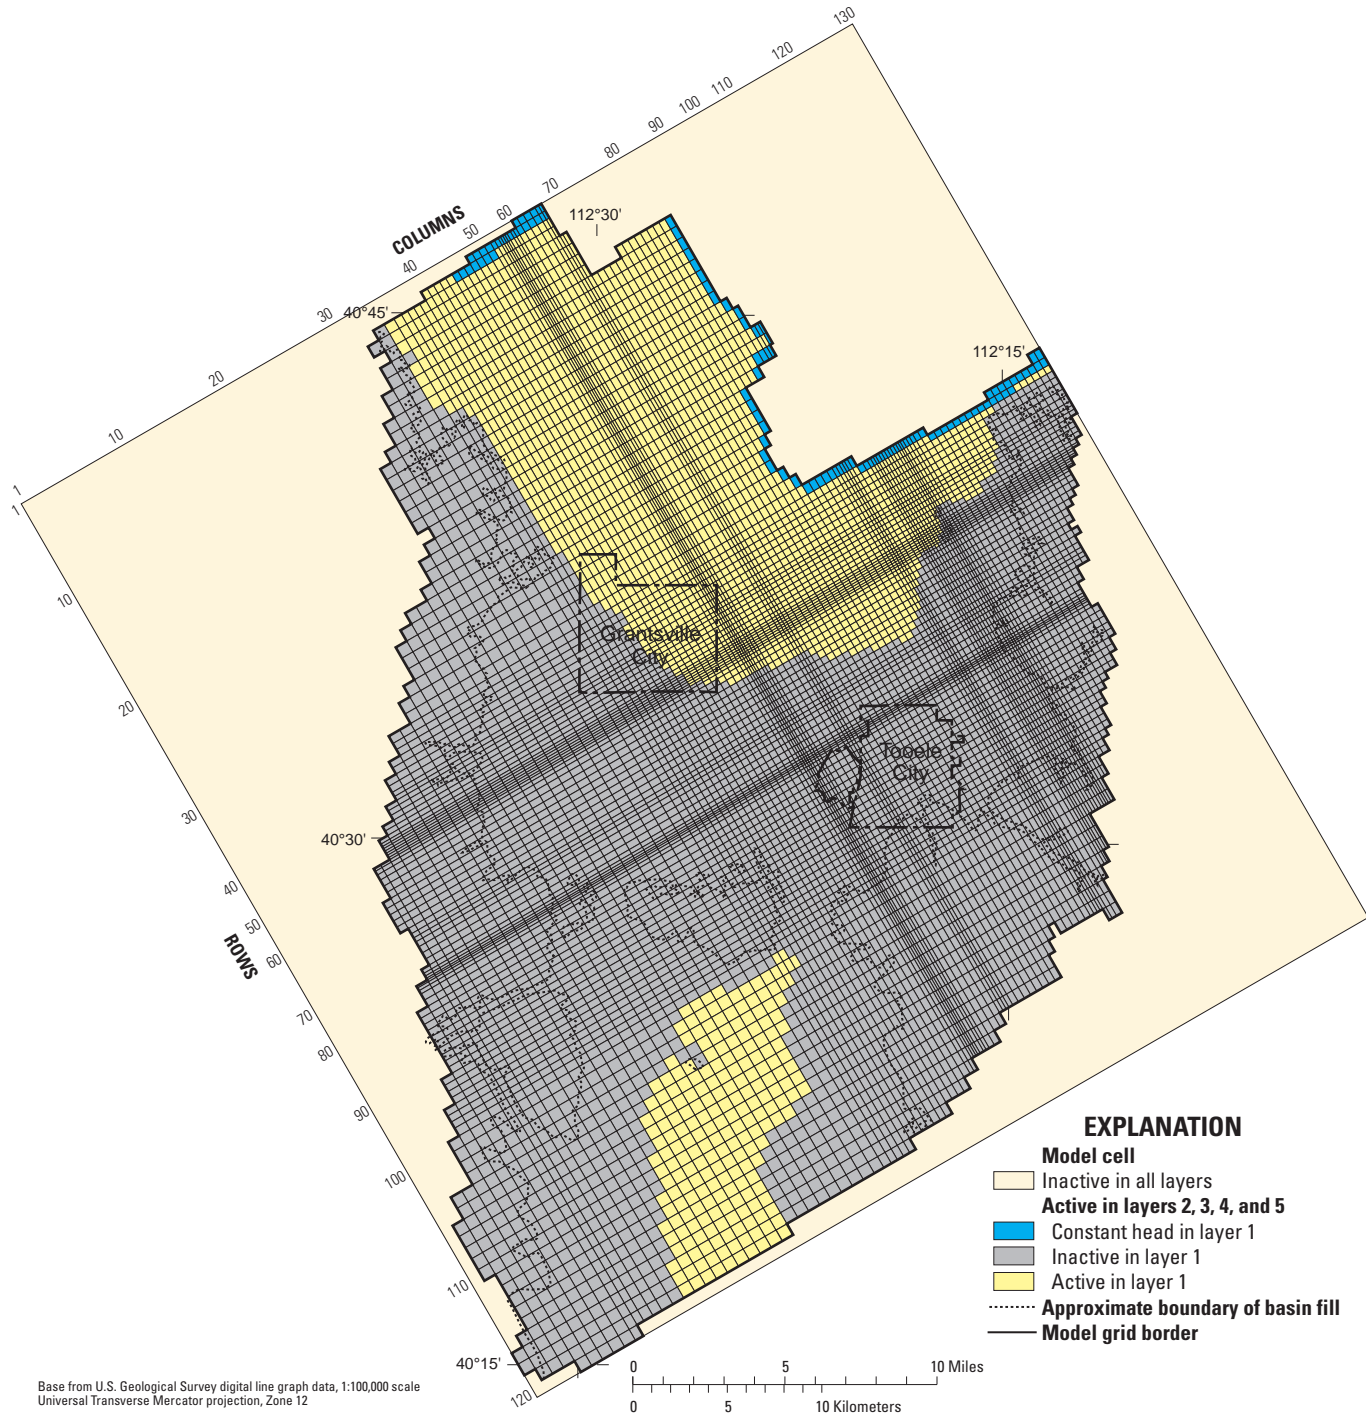 COLUMNS
1
10
20
30
40
50
60
70
80
90
100
110
120
130
ROWS
1
10
20
30
40
50
60
70
80
90
100
110
120
112°30'
112°15'
40°45'
40°30'
40°15'
Grantsville
City
Tooele
City
EXPLANATION
Model cell
Inactive in all layers
Active in layers 2, 3, 4, and 5
Constant head in layer 1
Inactive in layer 1
Active in layer 1
Approximate boundary of basin fill
Model grid border
0 5 10 Miles
0 5 10 Kilometers
Base from U.S. Geological Survey digital line graph data, 1:100,000 scale
Universal Transverse Mercator projection, Zone 12